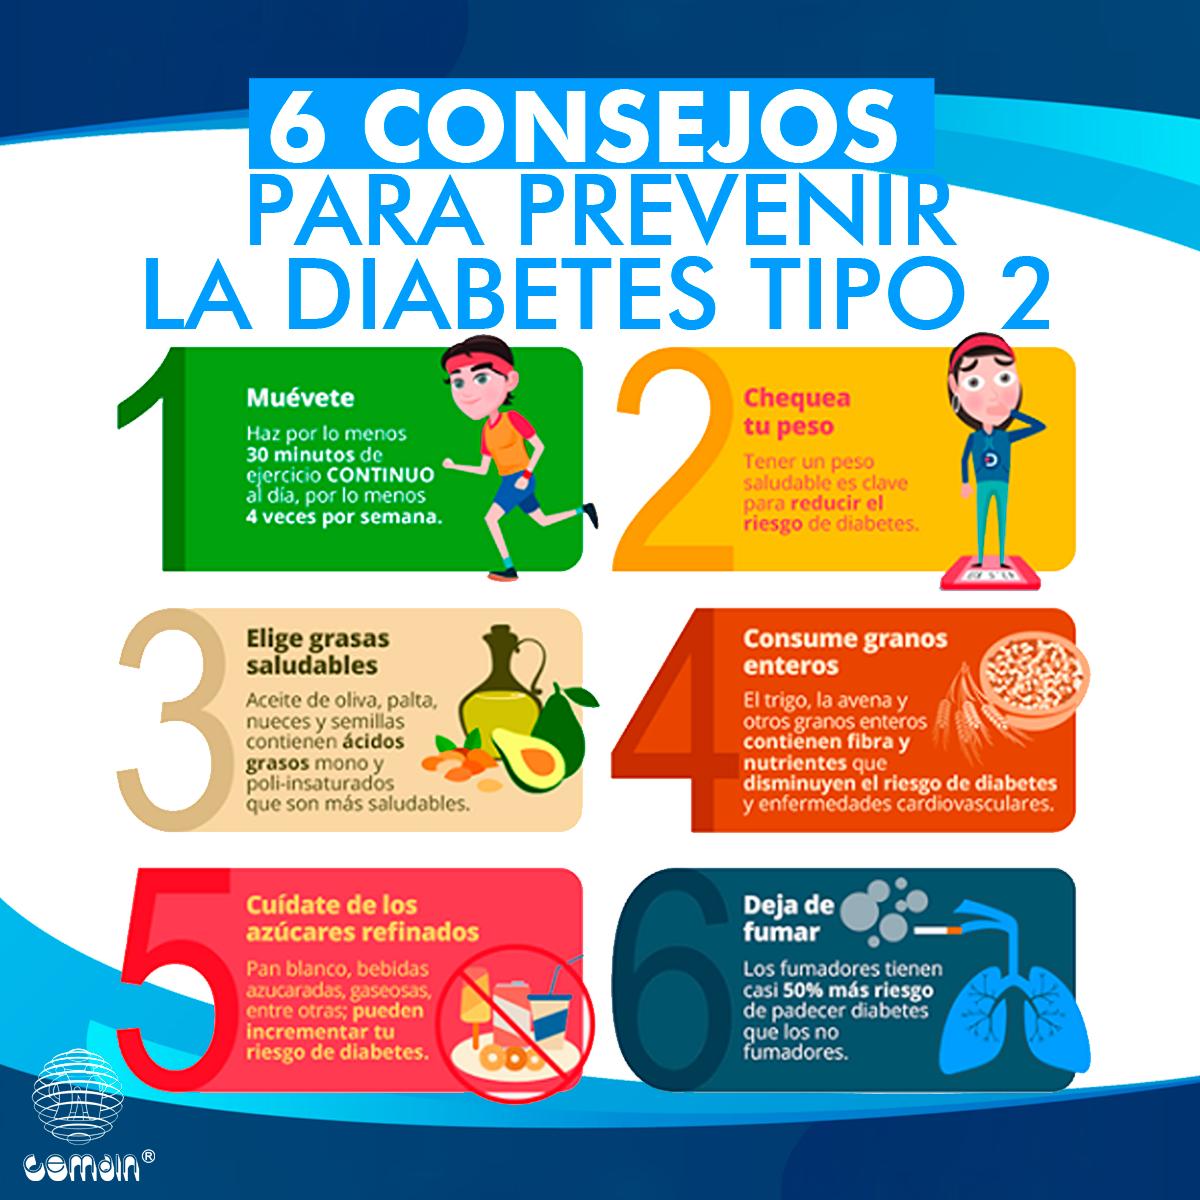 6 CONSEJOS
PARA PREVENIR
LA DIABETES TIPO 2
1
Muévete
Haz por lo menos
30 minutos de
ejercicio CONTINUO
al día, por lo menos
4 veces por semana.
2
Chequea
tu peso
Tener un peso
saludable es clave
para reducir el
riesgo de diabetes.
3
Elige grasas
saludables
Aceite de oliva, palta,
nueces y semillas
contienen ácidos
grasos mono y
poli-insaturados
que son más saludables.
4
Consume granos
enteros
El trigo, la avena y
otros granos enteros
contienen fibra y
nutrientes que
disminuyen el riesgo de diabetes
y enfermedades cardiovasculares.
5
Cuídate de los
azúcares refinados
Pan blanco, bebidas
azucaradas, gaseosas,
entre otras; pueden
incrementar tu
riesgo de diabetes.
6
Deja de
fumar
Los fumadores tienen
casi 50% más riesgo
de padecer diabetes
que los no
fumadores.
comain®